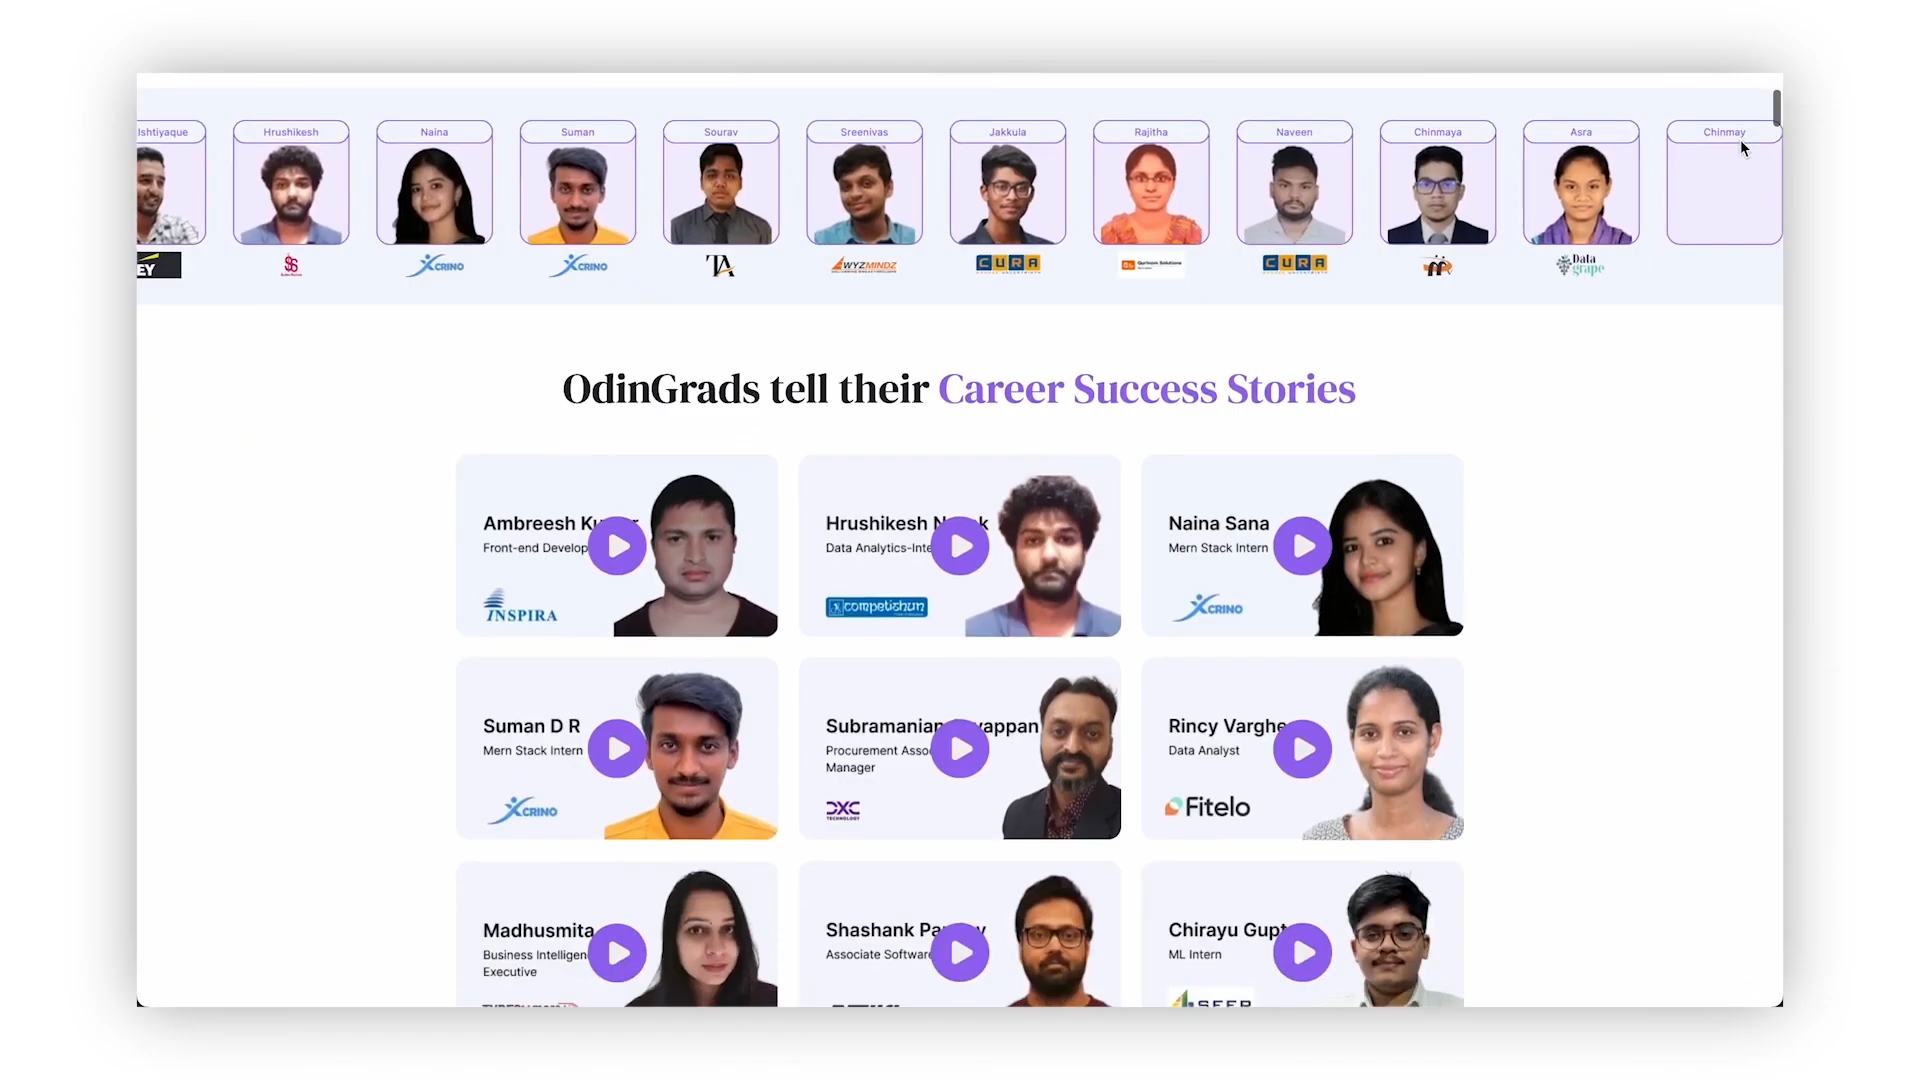 Ishtiyaque
Hrushikesh
Naina
Suman
Sourav
Sreenivas
Jakkula
Rajitha
Naveen
Chinmaya
Asra
Chinmay
EY
XCRINO
XCRINO
TA
WYZMINDZ
CURA
Qurinom Solutions
CURA
Data
grape
OdinGrads tell their Career Success Stories
Ambreesh
Front-end Develop
INSPIRA
Hrushikesh
Data Analytics-Inte
competishun
Naina Sana
Mern Stack Intern
XCRINO
Suman D R
Mern Stack Intern
XCRINO
Subramanian
Procurement
Manager
DXC
TECHNOLOGY
Rincy Varghe
Data Analyst
Fitelo
Madhusmita
Business Intelligen
Executive
Shashank
Associate Software
Chirayu Gupt
ML Intern